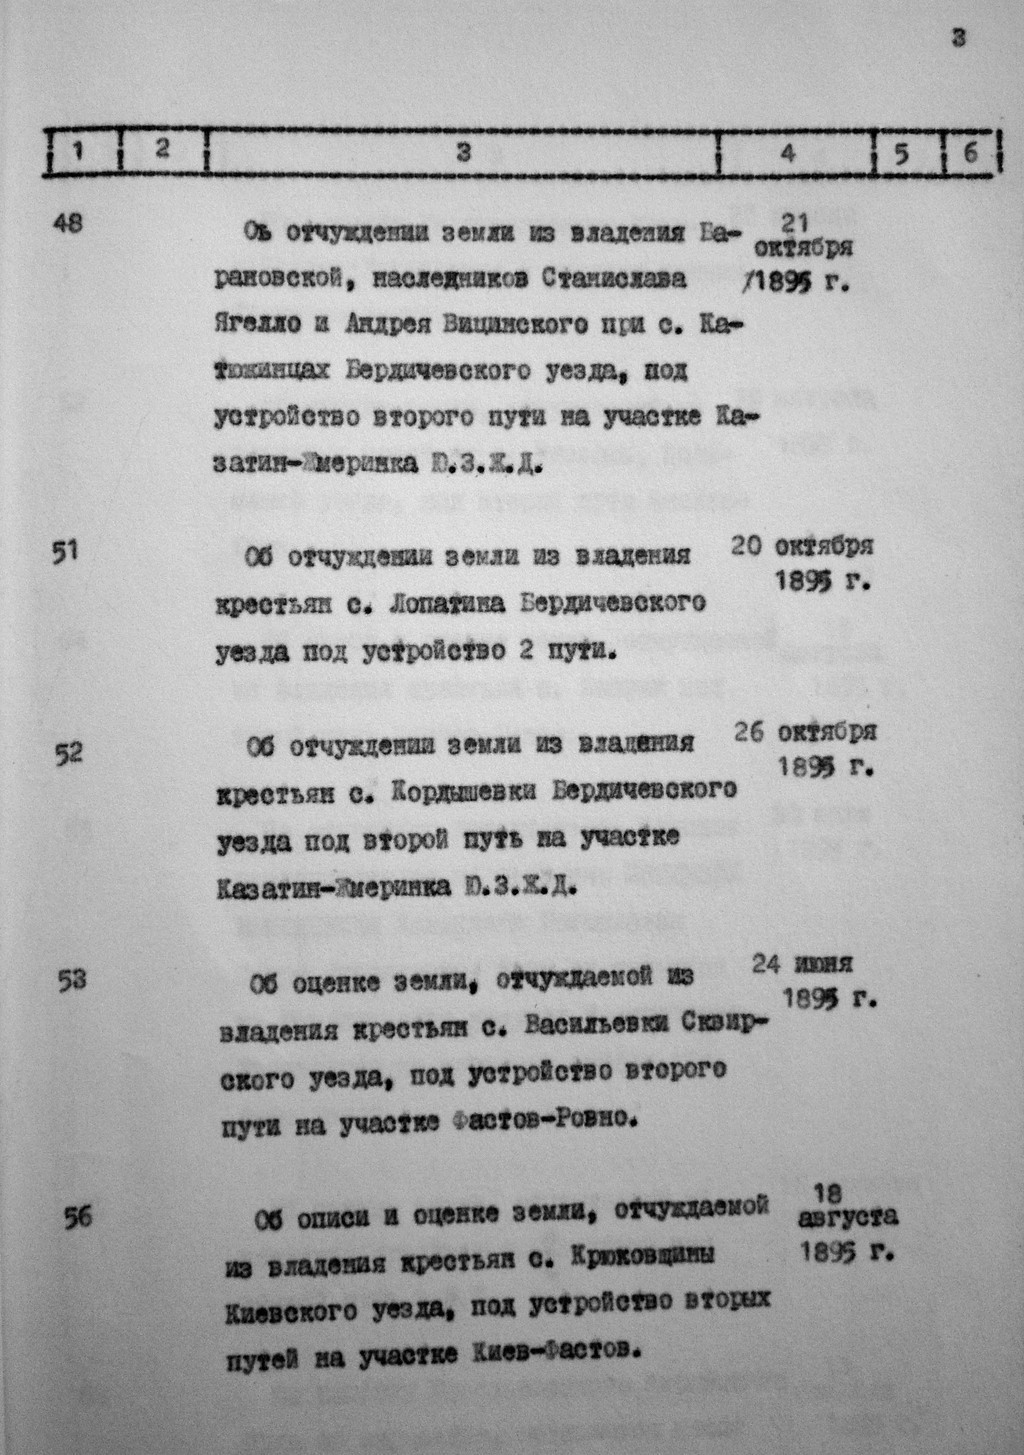 3
1 2 3 4 5 6
48 Оь отчуждении земли из владения Ба- 21
октября
рановской, наследников Станислава /1895 г.
Ягелло и Андрея Вицинского при с. Ка-
тюжинцах Бердичевского уезда, под
устройство второго пути на участке Ка-
затин-Жмеринка Ю.З.Ж.Д.
51 Об отчуждении земли из владения 20 октября
1895 г.
крестьян с. Лопатина Бердичевского
уезда под устройство 2 пути.
52 Об отчуждении земли из владения 26 октября
1895 г.
крестьян с. Кордышевки Бердичевского
уезда под второй путь на участке
Казатин-Жмеринка Ю.З.Ж.Д.
53 Об оценке земли, отчуждаемой из 24 июня
1895 г.
владения крестьян с. Васильевки Сквир-
ского уезда, под устройство второго
пути на участке Фастов-Ровно.
56 Об описи и оценке земли, отчуждаемой 18
августа
из владения крестьян с. Крюковщины 1895 г.
Киевского уезда, под устройство вторых
путей на участке Киев-Фастов.